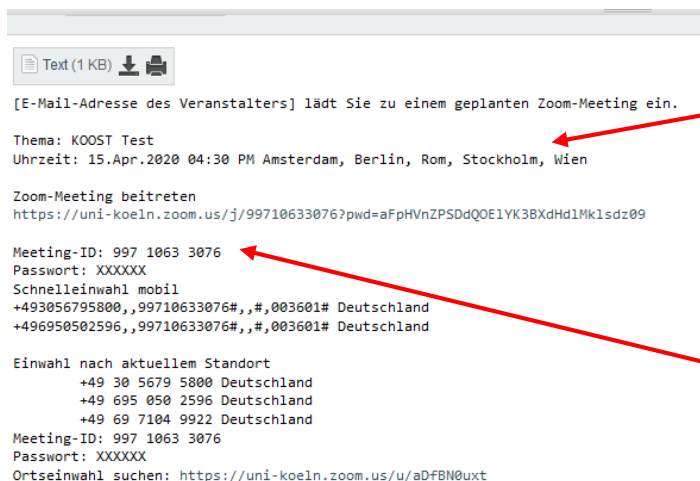 Text (1 KB)
[E-Mail-Adresse des Veranstalters] lädt Sie zu einem geplanten Zoom-Meeting ein.
Thema: KOOST Test
Uhrzeit: 15.Apr.2020 04:30 PM Amsterdam, Berlin, Rom, Stockholm, Wien
Zoom-Meeting beitreten
https://uni-koeln.zoom.us/j/99710633076?pwd=aFpHVnZPSDdQOElYK3BXdHdlMklsdz09
Meeting-ID: 997 1063 3076
Passwort: XXXXXX
Schnelleinwahl mobil
+493056795800,,99710633076#,,#,003601# Deutschland
+496950502596,,99710633076#,,#,003601# Deutschland
Einwahl nach aktuellem Standort
+49 30 5679 5800 Deutschland
+49 695 050 2596 Deutschland
+49 69 7104 9922 Deutschland
Meeting-ID: 997 1063 3076
Passwort: XXXXXX
Ortseinwahl suchen: https://uni-koeln.zoom.us/u/aDfBN0uxt